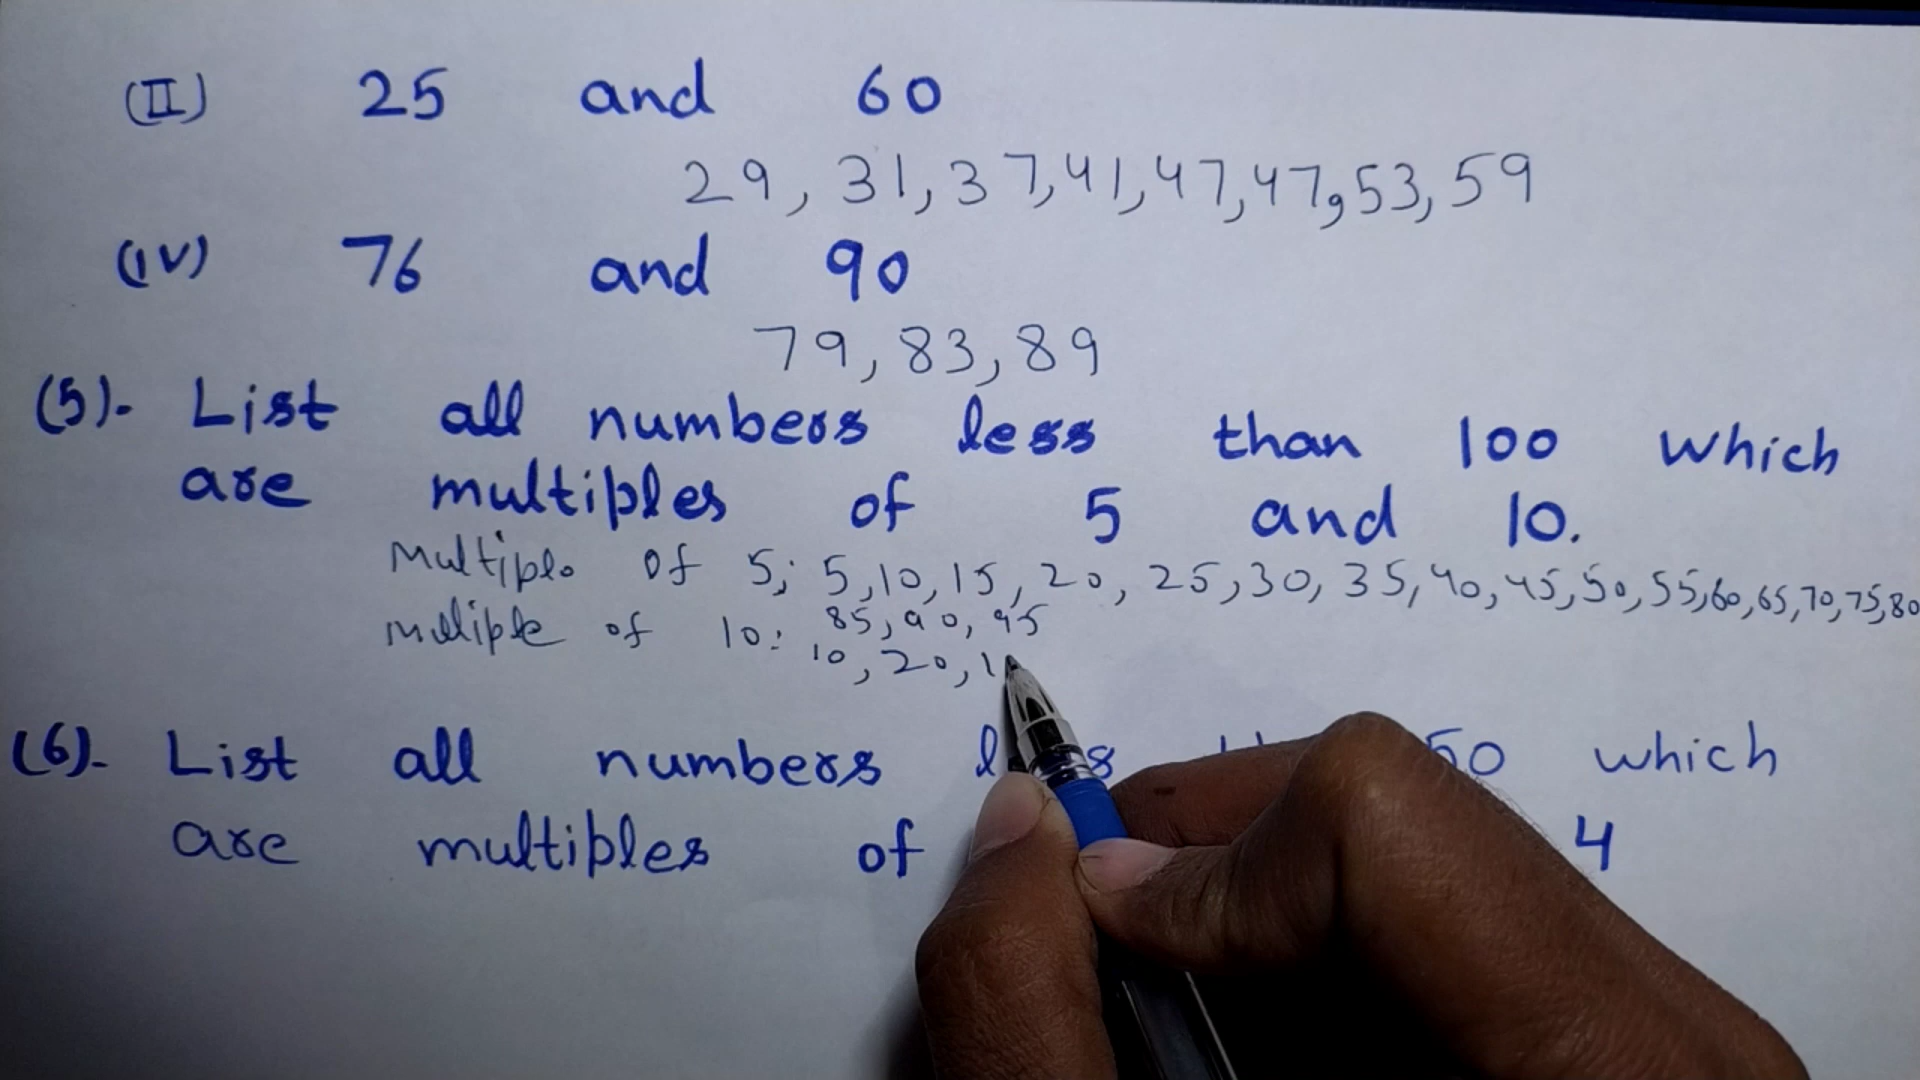 (II) 25 and 60
29, 31, 37, 41, 47, 47, 53, 59
(IV) 76 and 90
79, 83, 89
(5). List all numbers less than 100 which
are multiples of 5 and 10.
Multiple of 5; 5, 10, 15, 20, 25, 30, 35, 40, 45, 50, 55, 60, 65, 70, 75, 80
85, 90, 95
multiple of 10:
10, 20, 1
(6). List all numbers 50 which
are multiples of 4